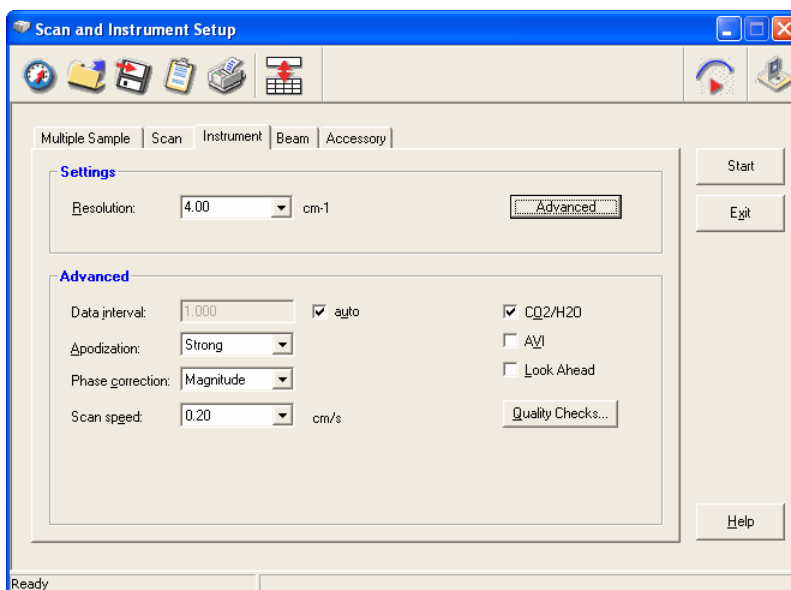 Scan and Instrument Setup
Multiple Sample Scan Instrument Beam Accessory
Start
Exit
Settings
Resolution: 4.00 cm-1 Advanced
Advanced
Data interval: 1.000 auto CO2/H2O
Apodization: Strong AVI
Phase correction: Magnitude Look Ahead
Scan speed: 0.20 cm/s Quality Checks...
Help
Ready